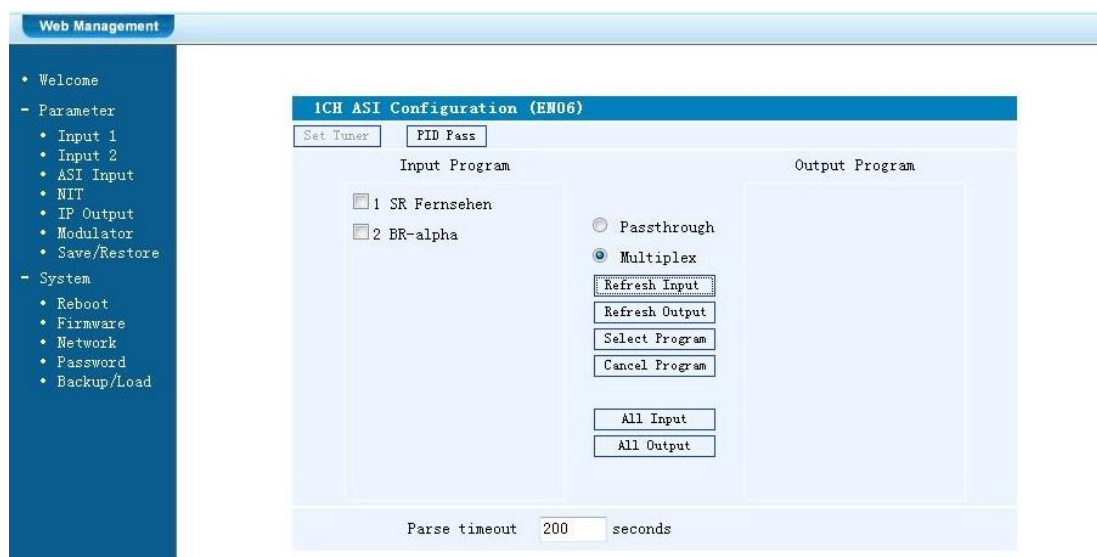 Web Management
Welcome
Parameter
Input 1
Input 2
ASI Input
NIT
IP Output
Modulator
Save/Restore
System
Reboot
Firmware
Network
Password
Backup/Load
1CH ASI Configuration (EN06)
Set Tuner PID Pass
Input Program
1 SR Fernsehen
2 BR-alpha
Passthrough
Multiplex
Refresh Input
Refresh Output
Select Program
Cancel Program
All Input
All Output
Output Program
Parse timeout 200 seconds